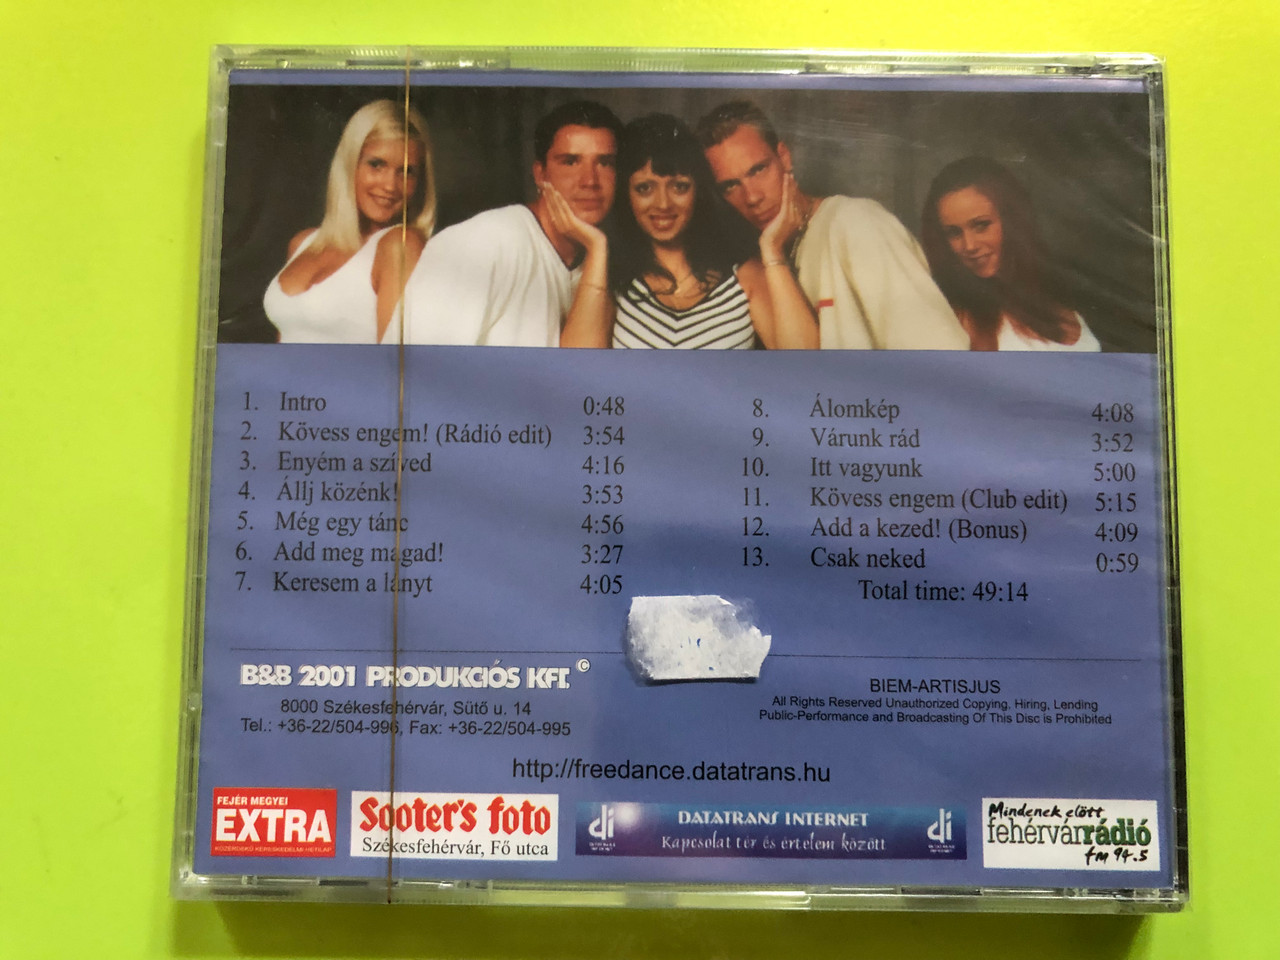 1. Intro 0:48
2. Kövess engem! (Rádió edit) 3:54
3. Enyém a szíved 4:16
4. Állj közénk! 3:53
5. Még egy tánc 4:56
6. Add meg magad! 3:27
7. Keresem a lányt 4:05
8. Álomkép 4:08
9. Várunk rád 3:52
10. Itt vagyunk 5:00
11. Kövess engem (Club edit) 5:15
12. Add a kezed! (Bonus) 4:09
13. Csak neked 0:59
Total time: 49:14
B&B 2001 PRODUKCIÓS KFT. ©
8000 Székesfehérvár, Sütő u. 14
Tel.: +36-22/504-996, Fax: +36-22/504-995
BIEM-ARTISJUS
All Rights Reserved Unauthorized Copying, Hiring, Lending
Public-Performance and Broadcasting Of This Disc is Prohibited
http://freedance.datatrans.hu
FEJÉR MEGYEI
EXTRA
KÖZÉRDEKŰ KERESKEDELMI HETILAP
Sooter's foto
Székesfehérvár, Fő utca
di
DATATRANS INTERNET
Kapcsolat tér és értelem között
di
Mindenek előtt
fehérvárrádió
fm 94.5